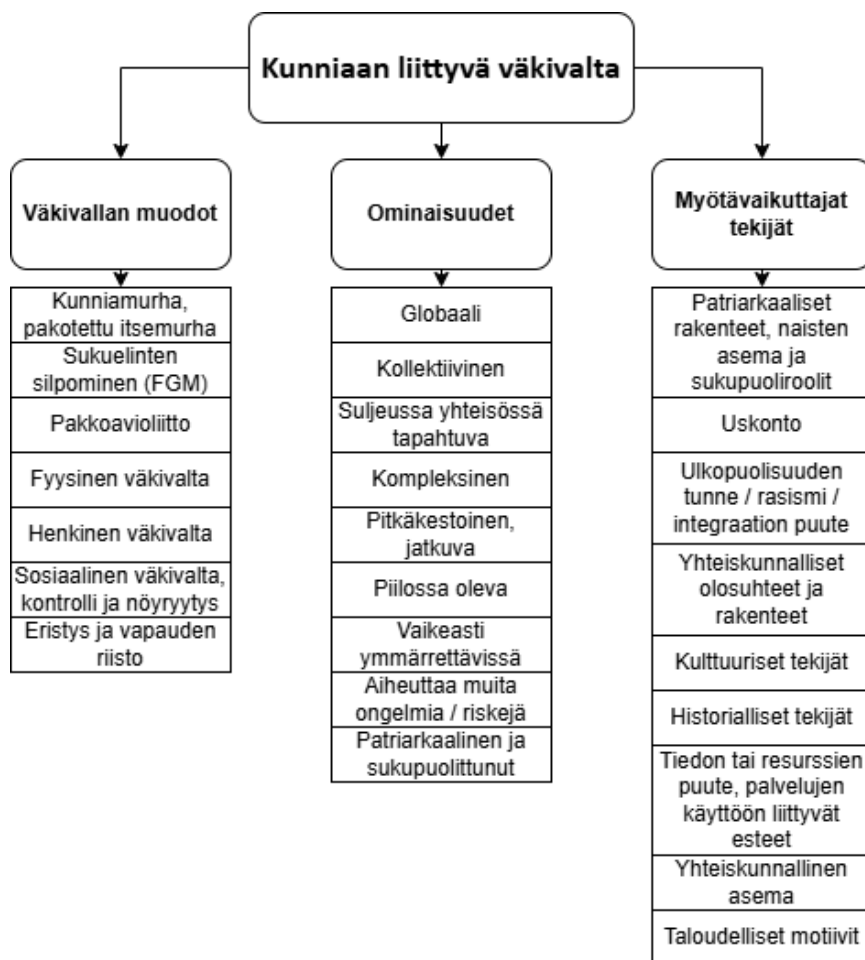 Kunniaan liittyvä väkivalta
Väkivallan muodot
Kunniamurha,
pakotettu itsemurha
Sukuelinten
silpominen (FGM)
Pakkoavioliitto
Fyysinen väkivalta
Henkinen väkivalta
Sosiaalinen väkivalta,
kontrolli ja nöyryytys
Eristys ja vapauden
riisto
Ominaisuudet
Globaali
Kollektiivinen
Suljeussa yhteisössä
tapahtuva
Kompleksinen
Pitkäkestoinen,
jatkuva
Piilossa oleva
Vaikeasti
ymmärrettävissä
Aiheuttaa muita
ongelmia / riskejä
Patriarkaalinen ja
sukupuolittunut
Myötävaikuttajat
tekijät
Patriarkaaliset
rakenteet, naisten
asema ja
sukupuoliroolit
Uskonto
Ulkopuolisuuden
tunne / rasismi /
integraation puute
Yhteiskunnalliset
olosuhteet ja
rakenteet
Kulttuuriset tekijät
Historialliset tekijät
Tiedon tai resurssien
puute, palvelujen
käyttöön liittyvät
esteet
Yhteiskunnallinen
asema
Taloudelliset motiivit